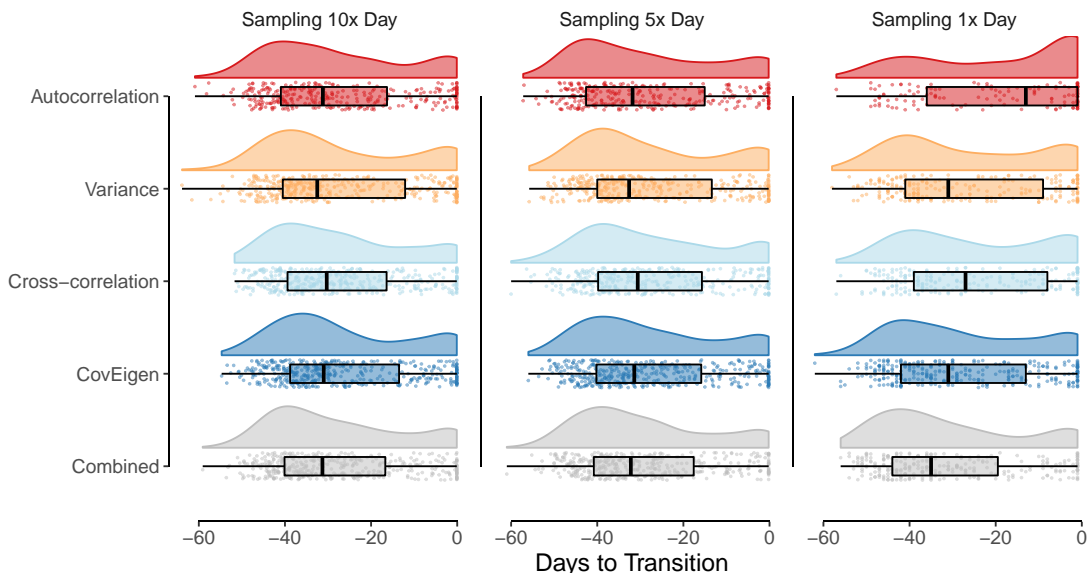 Sampling 10x Day
Sampling 5x Day
Sampling 1x Day
Autocorrelation
Variance
Cross−correlation
CovEigen
Combined
−60 −40 −20 0
−60 −40 −20 0
−60 −40 −20 0
Days to Transition